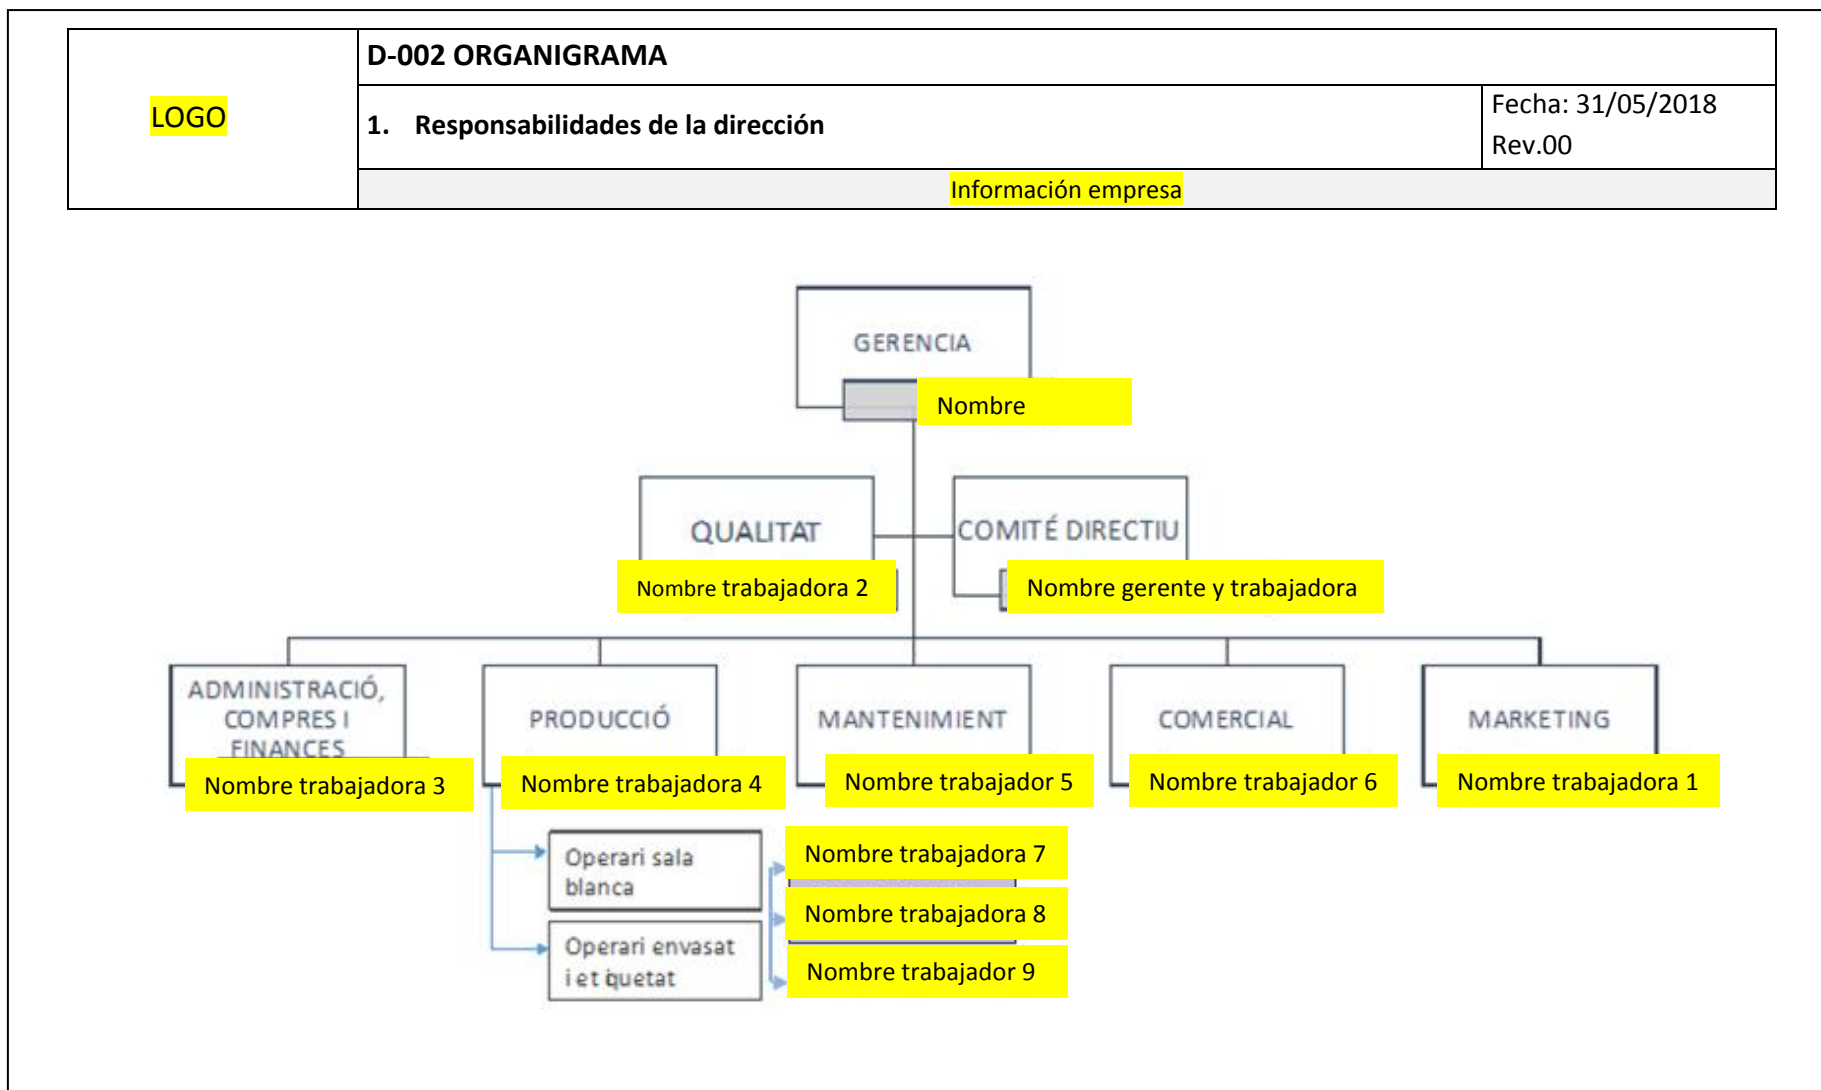 LOGO
D-002 ORGANIGRAMA
1. Responsabilidades de la dirección
Fecha: 31/05/2018
Rev.00
Información empresa
GERENCIA
Nombre
QUALITAT
Nombre trabajadora 2
COMITÉ DIRECTIU
Nombre gerente y trabajadora
ADMINISTRACIÓ,
COMPRES I
FINANCES
Nombre trabajadora 3
PRODUCCIÓ
Nombre trabajadora 4
MANTENIMIENT
Nombre trabajador 5
COMERCIAL
Nombre trabajador 6
MARKETING
Nombre trabajadora 1
Operari sala
blanca
Operari envasat
i etiquetat
Nombre trabajadora 7
Nombre trabajadora 8
Nombre trabajador 9